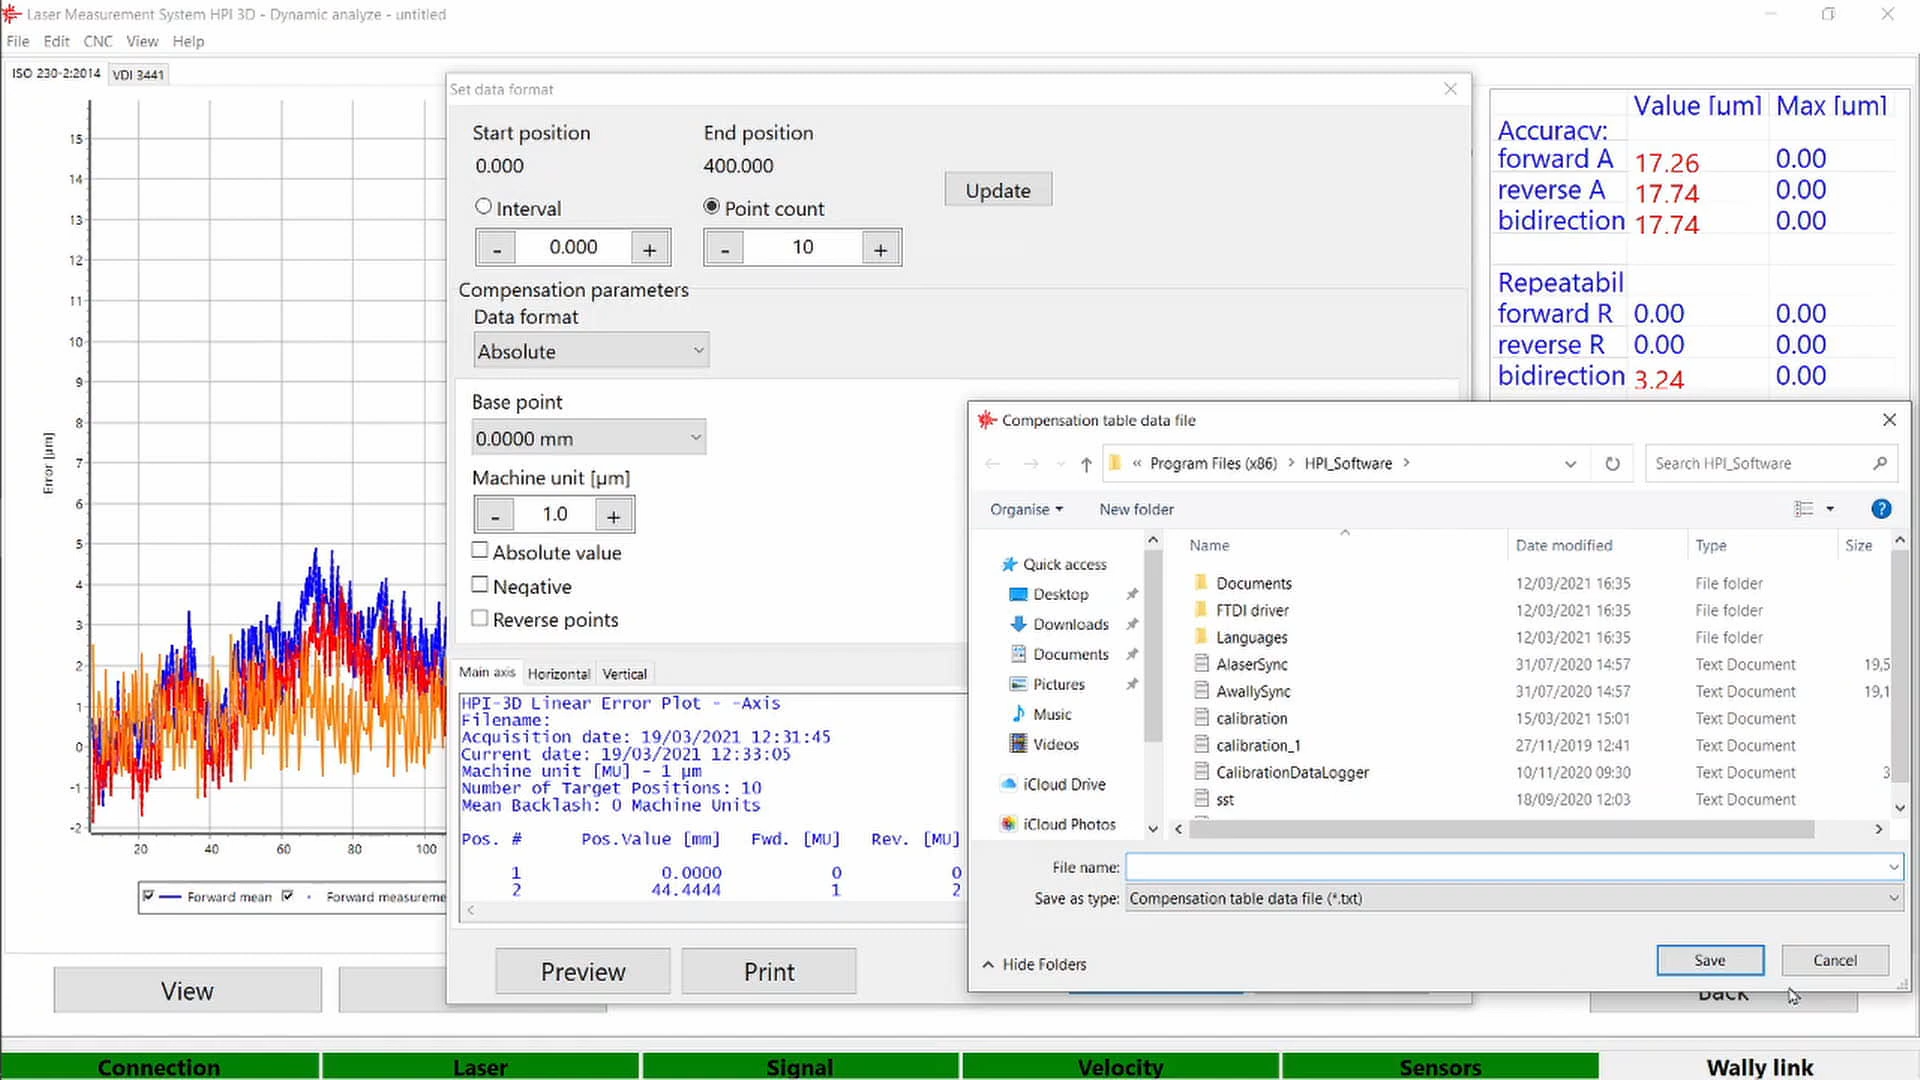 Laser Measurement System HPI 3D - Dynamic analyze - untitled
File Edit CNC View Help
ISO 230-2:2014 VDI 3441
15
14
13
12
11
10
9
8
7
6
5
4
3
2
1
0
-1
-2
Error [µm]
20 40 60 80 100
Forward mean Forward measureme
View
Set data format
Start position End position
0.000 400.000
Update
Interval Point count
- 0.000 + - 10 +
Compensation parameters
Data format
Absolute
Base point
0.0000 mm
Machine unit [µm]
- 1.0 +
Absolute value
Negative
Reverse points
Main axis Horizontal Vertical
HPI-3D Linear Error Plot - -Axis
Filename:
Acquisition date: 19/03/2021 12:31:45
Current date: 19/03/2021 12:33:05
Machine unit [MU] - 1 µm
Number of Target Positions: 10
Mean Backlash: 0 Machine Units
Pos. # Pos.Value [mm] Fwd. [MU] Rev. [MU]
1 0.0000 0 0
2 44.4444 1 2
Preview Print
Value [um] Max [um]
Accuracy:
forward A 17.26 0.00
reverse A 17.74 0.00
bidirection 17.74 0.00
Repeatabil
forward R 0.00 0.00
reverse R 0.00 0.00
bidirection 3.24 0.00
Compensation table data file
« Program Files (x86) › HPI_Software › Search HPI_Software
Organise New folder
Name Date modified Type Size
Quick access
Desktop
Downloads
Documents
Pictures
Music
Videos
iCloud Drive
iCloud Photos
Documents 12/03/2021 16:35 File folder
FTDI driver 12/03/2021 16:35 File folder
Languages 12/03/2021 16:35 File folder
AlaserSync 31/07/2020 14:57 Text Document 19,5
AwallySync 31/07/2020 14:57 Text Document 19,1
calibration 15/03/2021 15:01 Text Document
calibration_1 27/11/2019 12:41 Text Document
CalibrationDataLogger 10/11/2020 09:30 Text Document 3
sst 18/09/2020 12:03 Text Document
File name:
Save as type: Compensation table data file (*.txt)
Hide Folders Save Cancel
Back
Connection Laser Signal Velocity Sensors Wally link